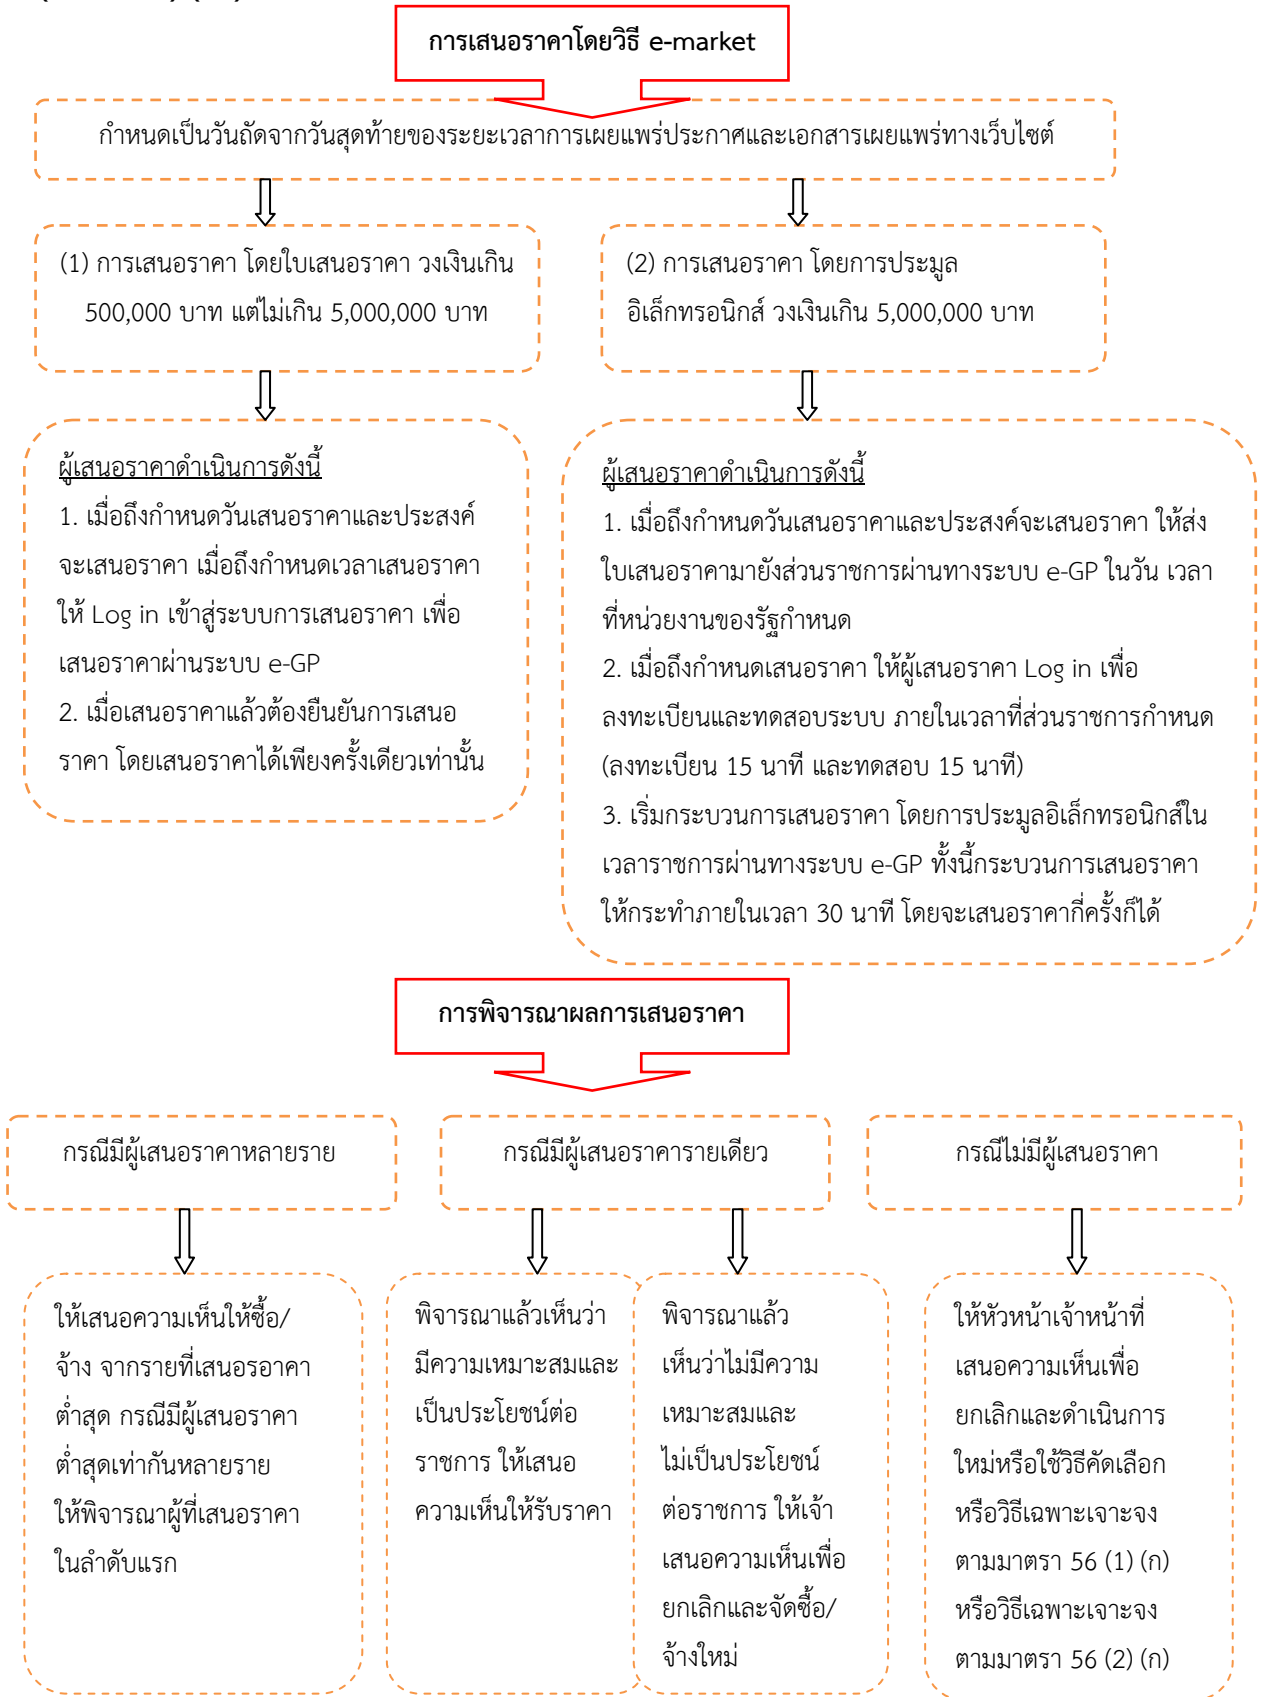 การเสนอราคาโดยวิธี e-market
กำหนดเป็นวันถัดจากวันสุดท้ายของระยะเวลาการเผยแพร่ประกาศและเอกสารเผยแพร่ทางเว็บไซต์
(1) การเสนอราคา โดยใบเสนอราคา วงเงินเกิน
500,000 บาท แต่ไม่เกิน 5,000,000 บาท
(2) การเสนอราคา โดยการประมูล
อิเล็กทรอนิกส์ วงเงินเกิน 5,000,000 บาท
ผู้เสนอราคาดำเนินการดังนี้
1. เมื่อถึงกำหนดวันเสนอราคาและประสงค์
จะเสนอราคา เมื่อถึงกำหนดเวลาเสนอราคา
ให้ Log in เข้าสู่ระบบการเสนอราคา เพื่อ
เสนอราคาผ่านระบบ e-GP
2. เมื่อเสนอราคาแล้วต้องยืนยันการเสนอ
ราคา โดยเสนอราคาได้เพียงครั้งเดียวเท่านั้น
ผู้เสนอราคาดำเนินการดังนี้
1. เมื่อถึงกำหนดวันเสนอราคาและประสงค์จะเสนอราคา ให้ส่ง
ใบเสนอราคามายังส่วนราชการผ่านทางระบบ e-GP ในวัน เวลา
ที่หน่วยงานของรัฐกำหนด
2. เมื่อถึงกำหนดเสนอราคา ให้ผู้เสนอราคา Log in เพื่อ
ลงทะเบียนและทดสอบระบบ ภายในเวลาที่ส่วนราชการกำหนด
(ลงทะเบียน 15 นาที และทดสอบ 15 นาที)
3. เริ่มกระบวนการเสนอราคา โดยการประมูลอิเล็กทรอนิกส์ใน
เวลาราชการผ่านทางระบบ e-GP ทั้งนี้กระบวนการเสนอราคา
ให้กระทำภายในเวลา 30 นาที โดยจะเสนอราคากี่ครั้งก็ได้
การพิจารณาผลการเสนอราคา
กรณีมีผู้เสนอราคาหลายราย
กรณีมีผู้เสนอราคารายเดียว
กรณีไม่มีผู้เสนอราคา
ให้เสนอความเห็นให้ซื้อ/
จ้าง จากรายที่เสนอรอาคา
ต่ำสุด กรณีมีผู้เสนอราคา
ต่ำสุดเท่ากันหลายราย
ให้พิจารณาผู้ที่เสนอราคา
ในลำดับแรก
พิจารณาแล้วเห็นว่า
มีความเหมาะสมและ
เป็นประโยชน์ต่อ
ราชการ ให้เสนอ
ความเห็นให้รับราคา
พิจารณาแล้ว
เห็นว่าไม่มีความ
เหมาะสมและ
ไม่เป็นประโยชน์
ต่อราชการ ให้เจ้า
เสนอความเห็นเพื่อ
ยกเลิกและจัดซื้อ/
จ้างใหม่
ให้หัวหน้าเจ้าหน้าที่
เสนอความเห็นเพื่อ
ยกเลิกและดำเนินการ
ใหม่หรือใช้วิธีคัดเลือก
หรือวิธีเฉพาะเจาะจง
ตามมาตรา 56 (1) (ก)
หรือวิธีเฉพาะเจาะจง
ตามมาตรา 56 (2) (ก)